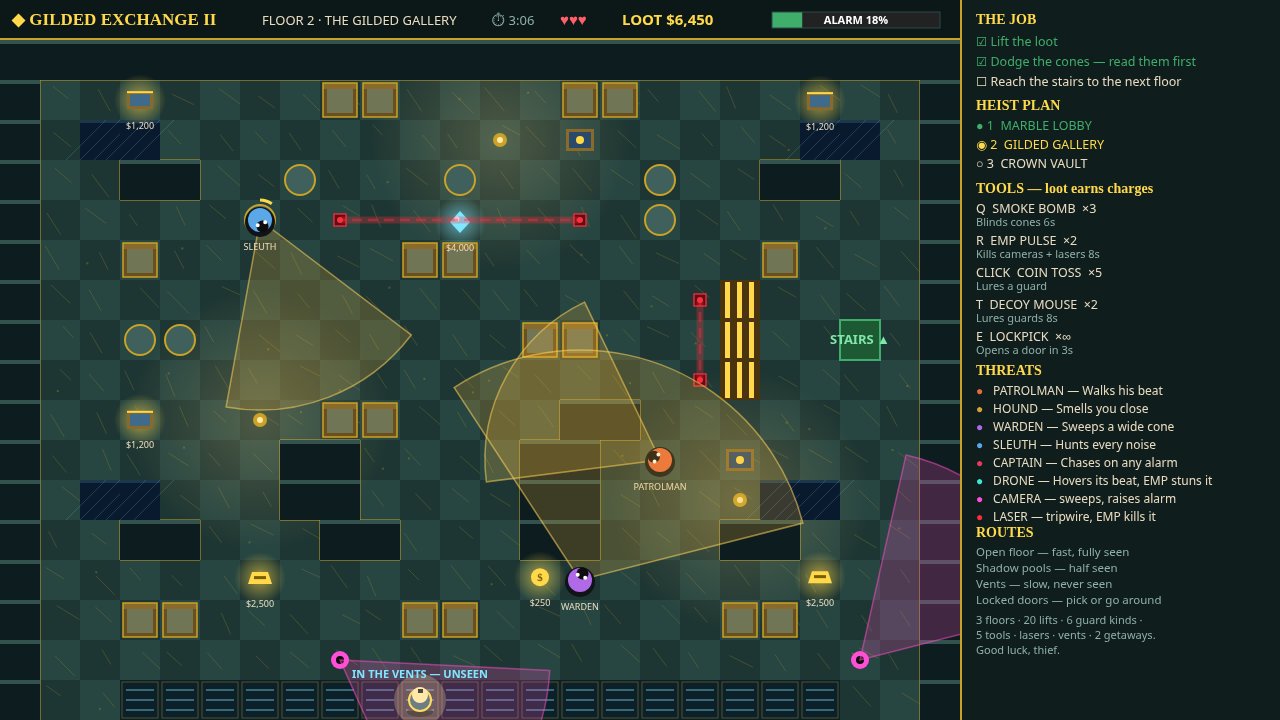 ◆ GILDED EXCHANGE II
FLOOR 2 · THE GILDED GALLERY
⏱ 3:06
♥♥♥
LOOT $6,450
ALARM 18%
$1,200
$1,200
SLEUTH
$4,000
STAIRS ▲
$1,200
PATROLMAN
$2,500
$
$250
WARDEN
$2,500
IN THE VENTS — UNSEEN
THE JOB
☑ Lift the loot
☑ Dodge the cones — read them first
☐ Reach the stairs to the next floor
HEIST PLAN
● 1 MARBLE LOBBY
◉ 2 GILDED GALLERY
○ 3 CROWN VAULT
TOOLS — loot earns charges
Q SMOKE BOMB ×3
Blinds cones 6s
R EMP PULSE ×2
Kills cameras + lasers 8s
CLICK COIN TOSS ×5
Lures a guard
T DECOY MOUSE ×2
Lures guards 8s
E LOCKPICK ×∞
Opens a door in 3s
THREATS
● PATROLMAN — Walks his beat
● HOUND — Smells you close
● WARDEN — Sweeps a wide cone
● SLEUTH — Hunts every noise
● CAPTAIN — Chases on any alarm
● DRONE — Hovers its beat, EMP stuns it
● CAMERA — sweeps, raises alarm
● LASER — tripwire, EMP kills it
ROUTES
Open floor — fast, fully seen
Shadow pools — half seen
Vents — slow, never seen
Locked doors — pick or go around
3 floors · 20 lifts · 6 guard kinds ·
5 tools · lasers · vents · 2 getaways.
Good luck, thief.